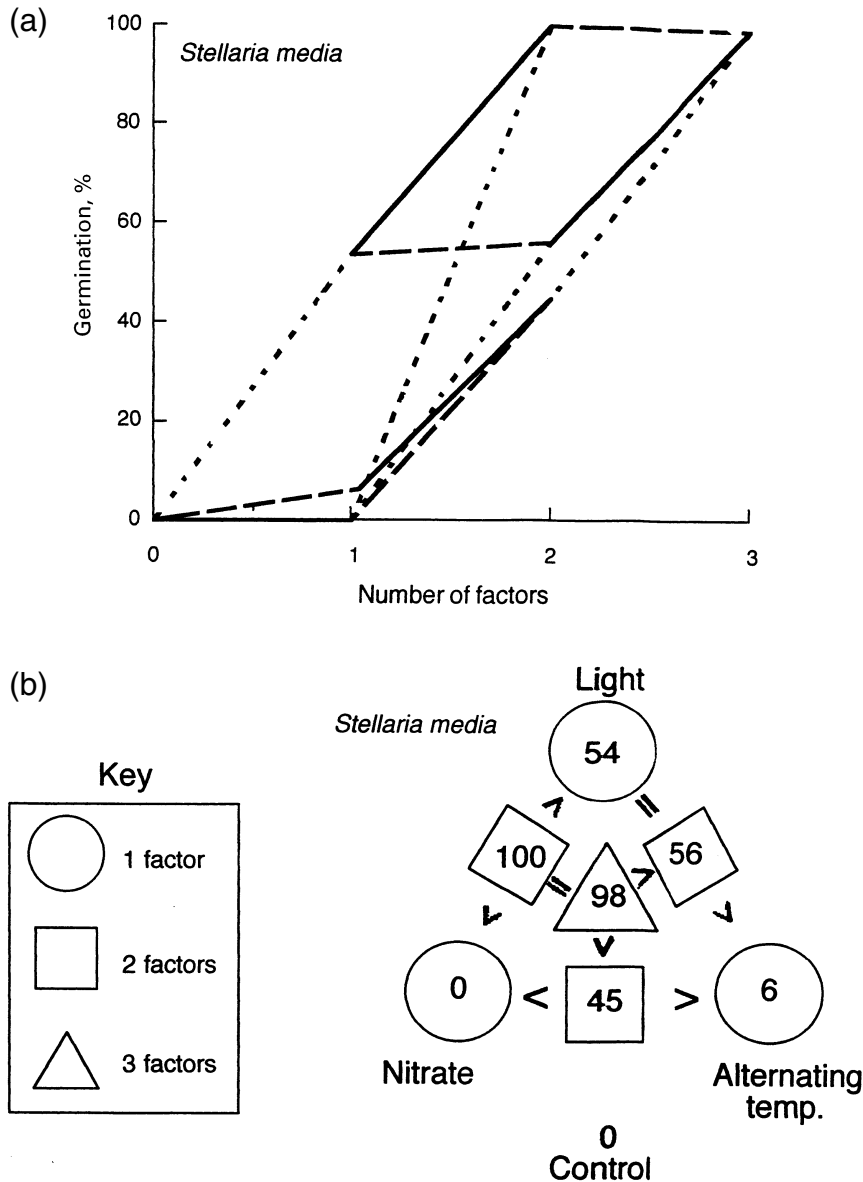 (a)
Stellaria media
100
80
60
40
20
0
Germination, %
0 1 2 3
Number of factors
(b)
Stellaria media
Light
54
Key
1 factor
2 factors
3 factors
>
=
100
56
98
=
>
>
>
>
0
<
45
>
6
Nitrate
Alternating
temp.
0
Control